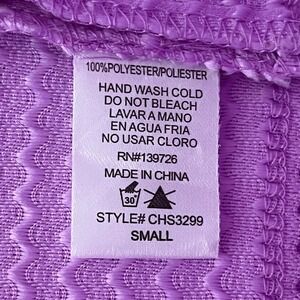 100%POLYESTER/POLIESTER
HAND WASH COLD
DO NOT BLEACH
LAVAR A MANO
EN AGUA FRIA
NO USAR CLORO
RN#139726
MADE IN CHINA
30
STYLE# CHS3299
SMALL